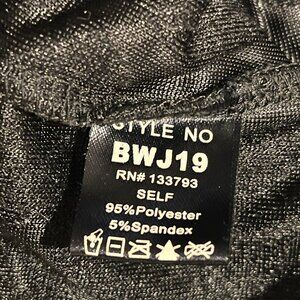 STYLE NO
BWJ19
RN# 133793
SELF
95%Polyester
5%Spandex